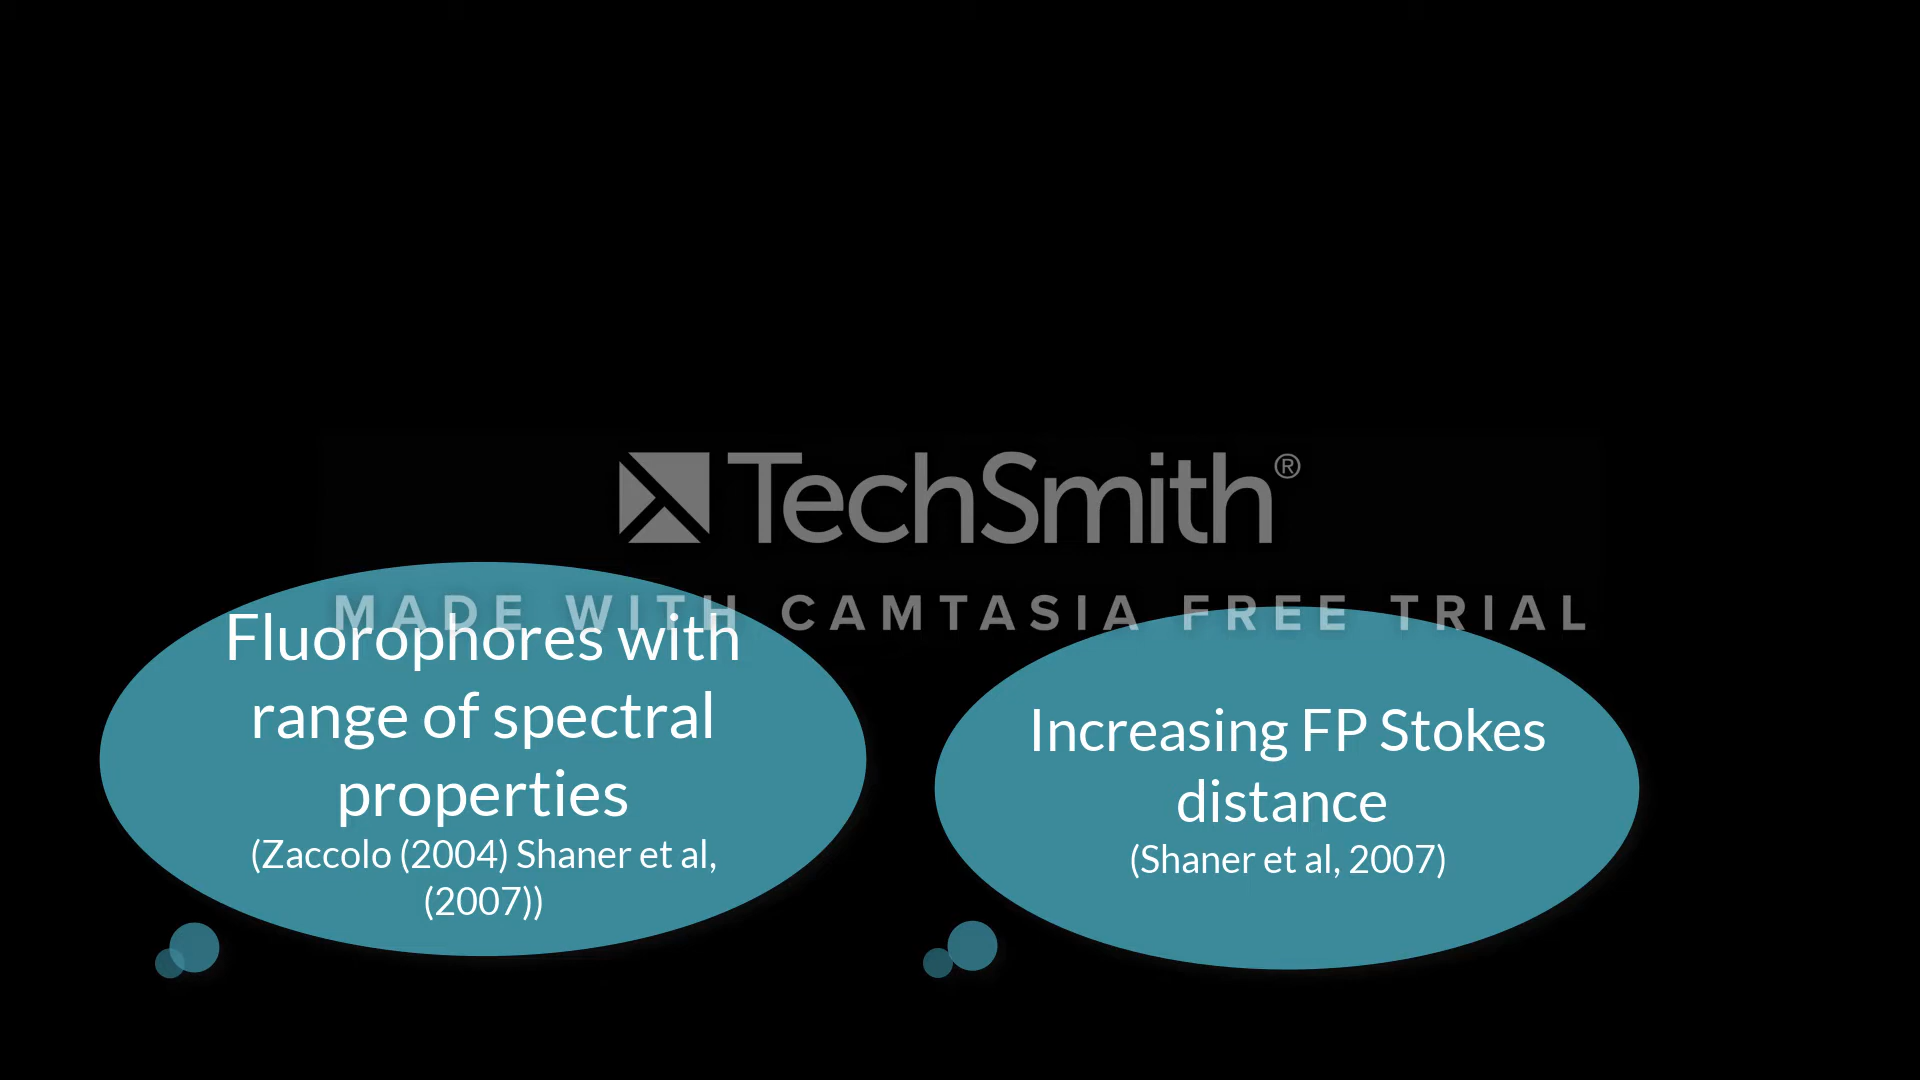 TechSmith®
MADE WITH CAMTASIA FREE TRIAL
Fluorophores with
range of spectral
properties
(Zaccolo (2004) Shaner et al,
(2007))
Increasing FP Stokes
distance
(Shaner et al, 2007)